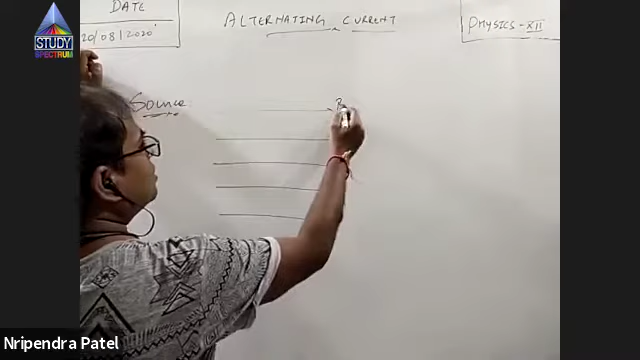 DATE
20/08/2020
ALTERNATING CURRENT
PHYSICS - XII
STUDY
SPECTRUM
Source
B
Nripendra Patel